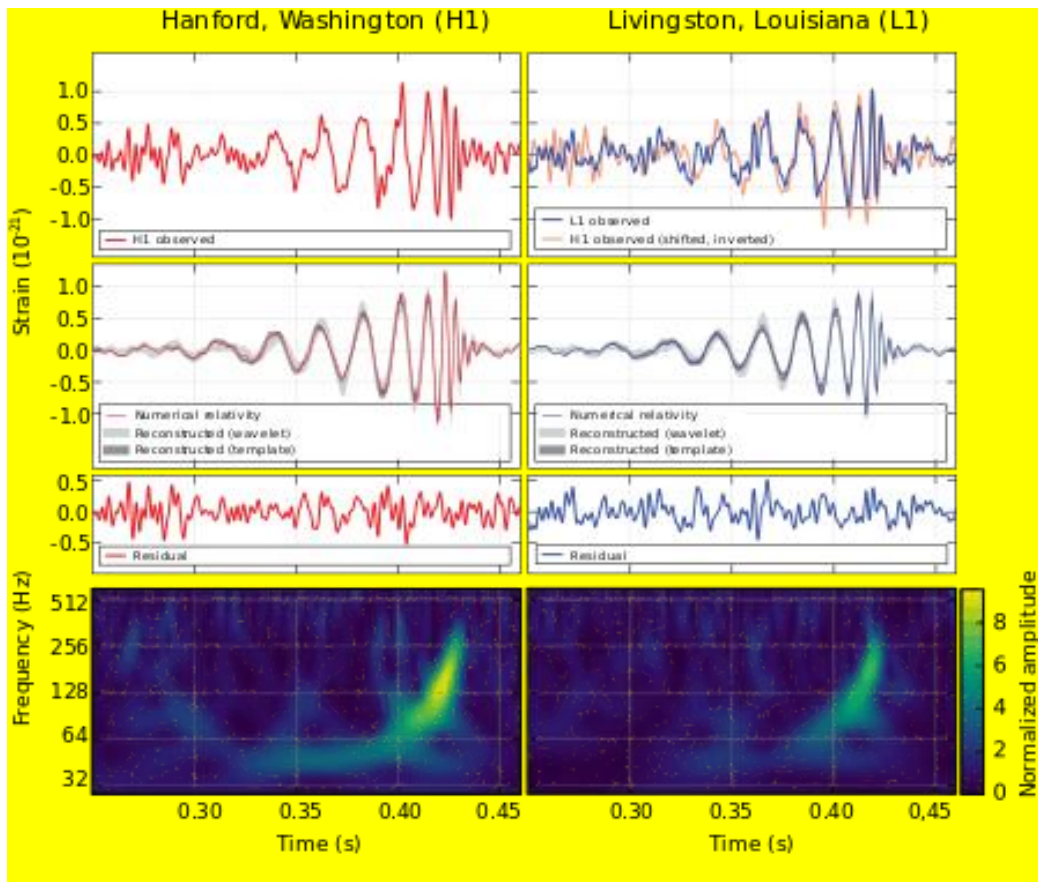 Hanford, Washington (H1)
Livingston, Louisiana (L1)
Strain (10⁻²¹)
1.0
0.5
0.0
-0.5
-1.0
H1 observed
L1 observed
H1 observed (shifted, inverted)
1.0
0.5
0.0
-0.5
-1.0
Numerical relativity
Reconstructed (wavelet)
Reconstructed (template)
Numerical relativity
Reconstructed (wavelet)
Reconstructed (template)
0.5
0.0
-0.5
Residual
Residual
Frequency (Hz)
512
256
128
64
32
Normalized amplitude
8
6
4
2
0
0.30 0.35 0.40 0,45
0.30 0.35 0.40 0,45
Time (s)
Time (s)